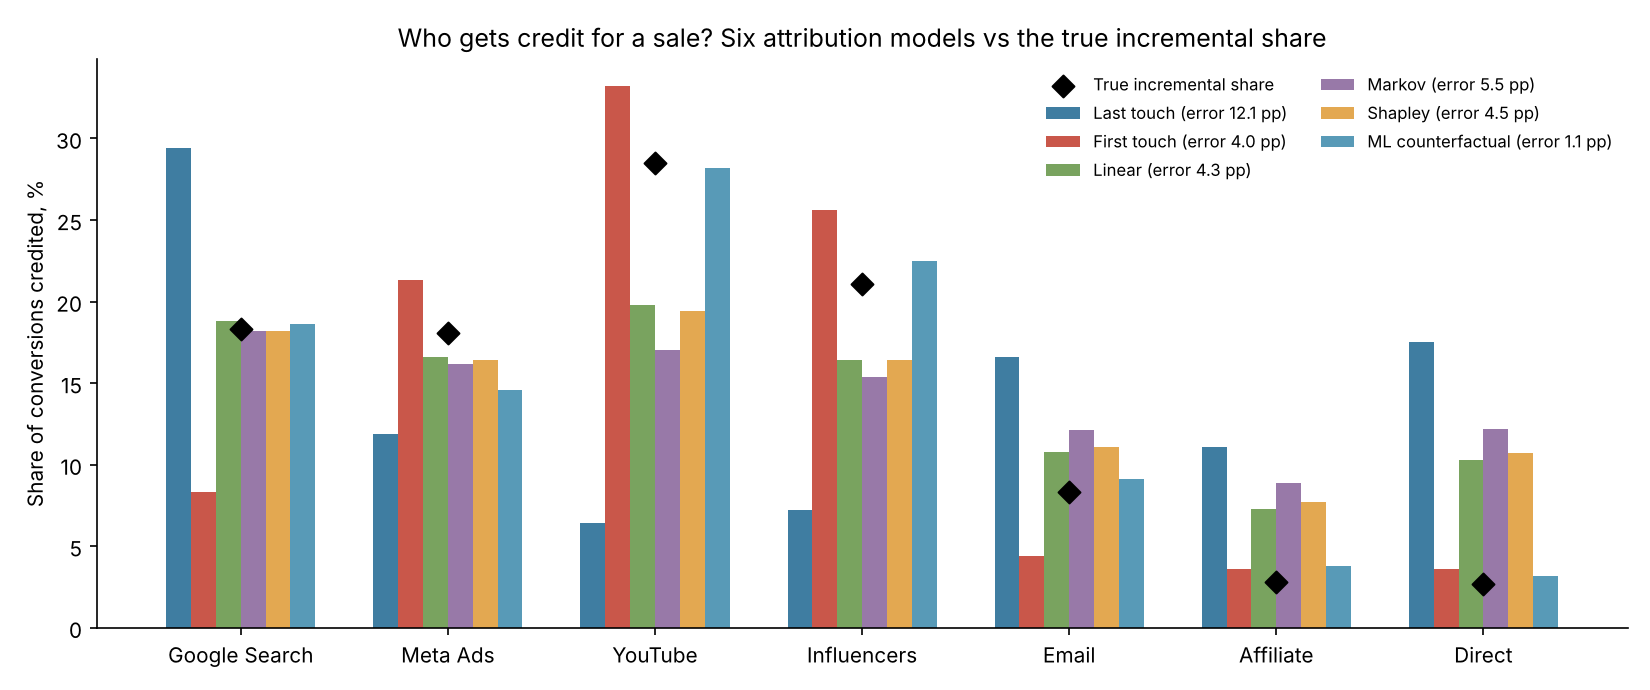 Who gets credit for a sale? Six attribution models vs the true incremental share
Share of conversions credited, %
30
25
20
15
10
5
0
True incremental share
Last touch (error 12.1 pp)
First touch (error 4.0 pp)
Linear (error 4.3 pp)
Markov (error 5.5 pp)
Shapley (error 4.5 pp)
ML counterfactual (error 1.1 pp)
Google Search
Meta Ads
YouTube
Influencers
Email
Affiliate
Direct